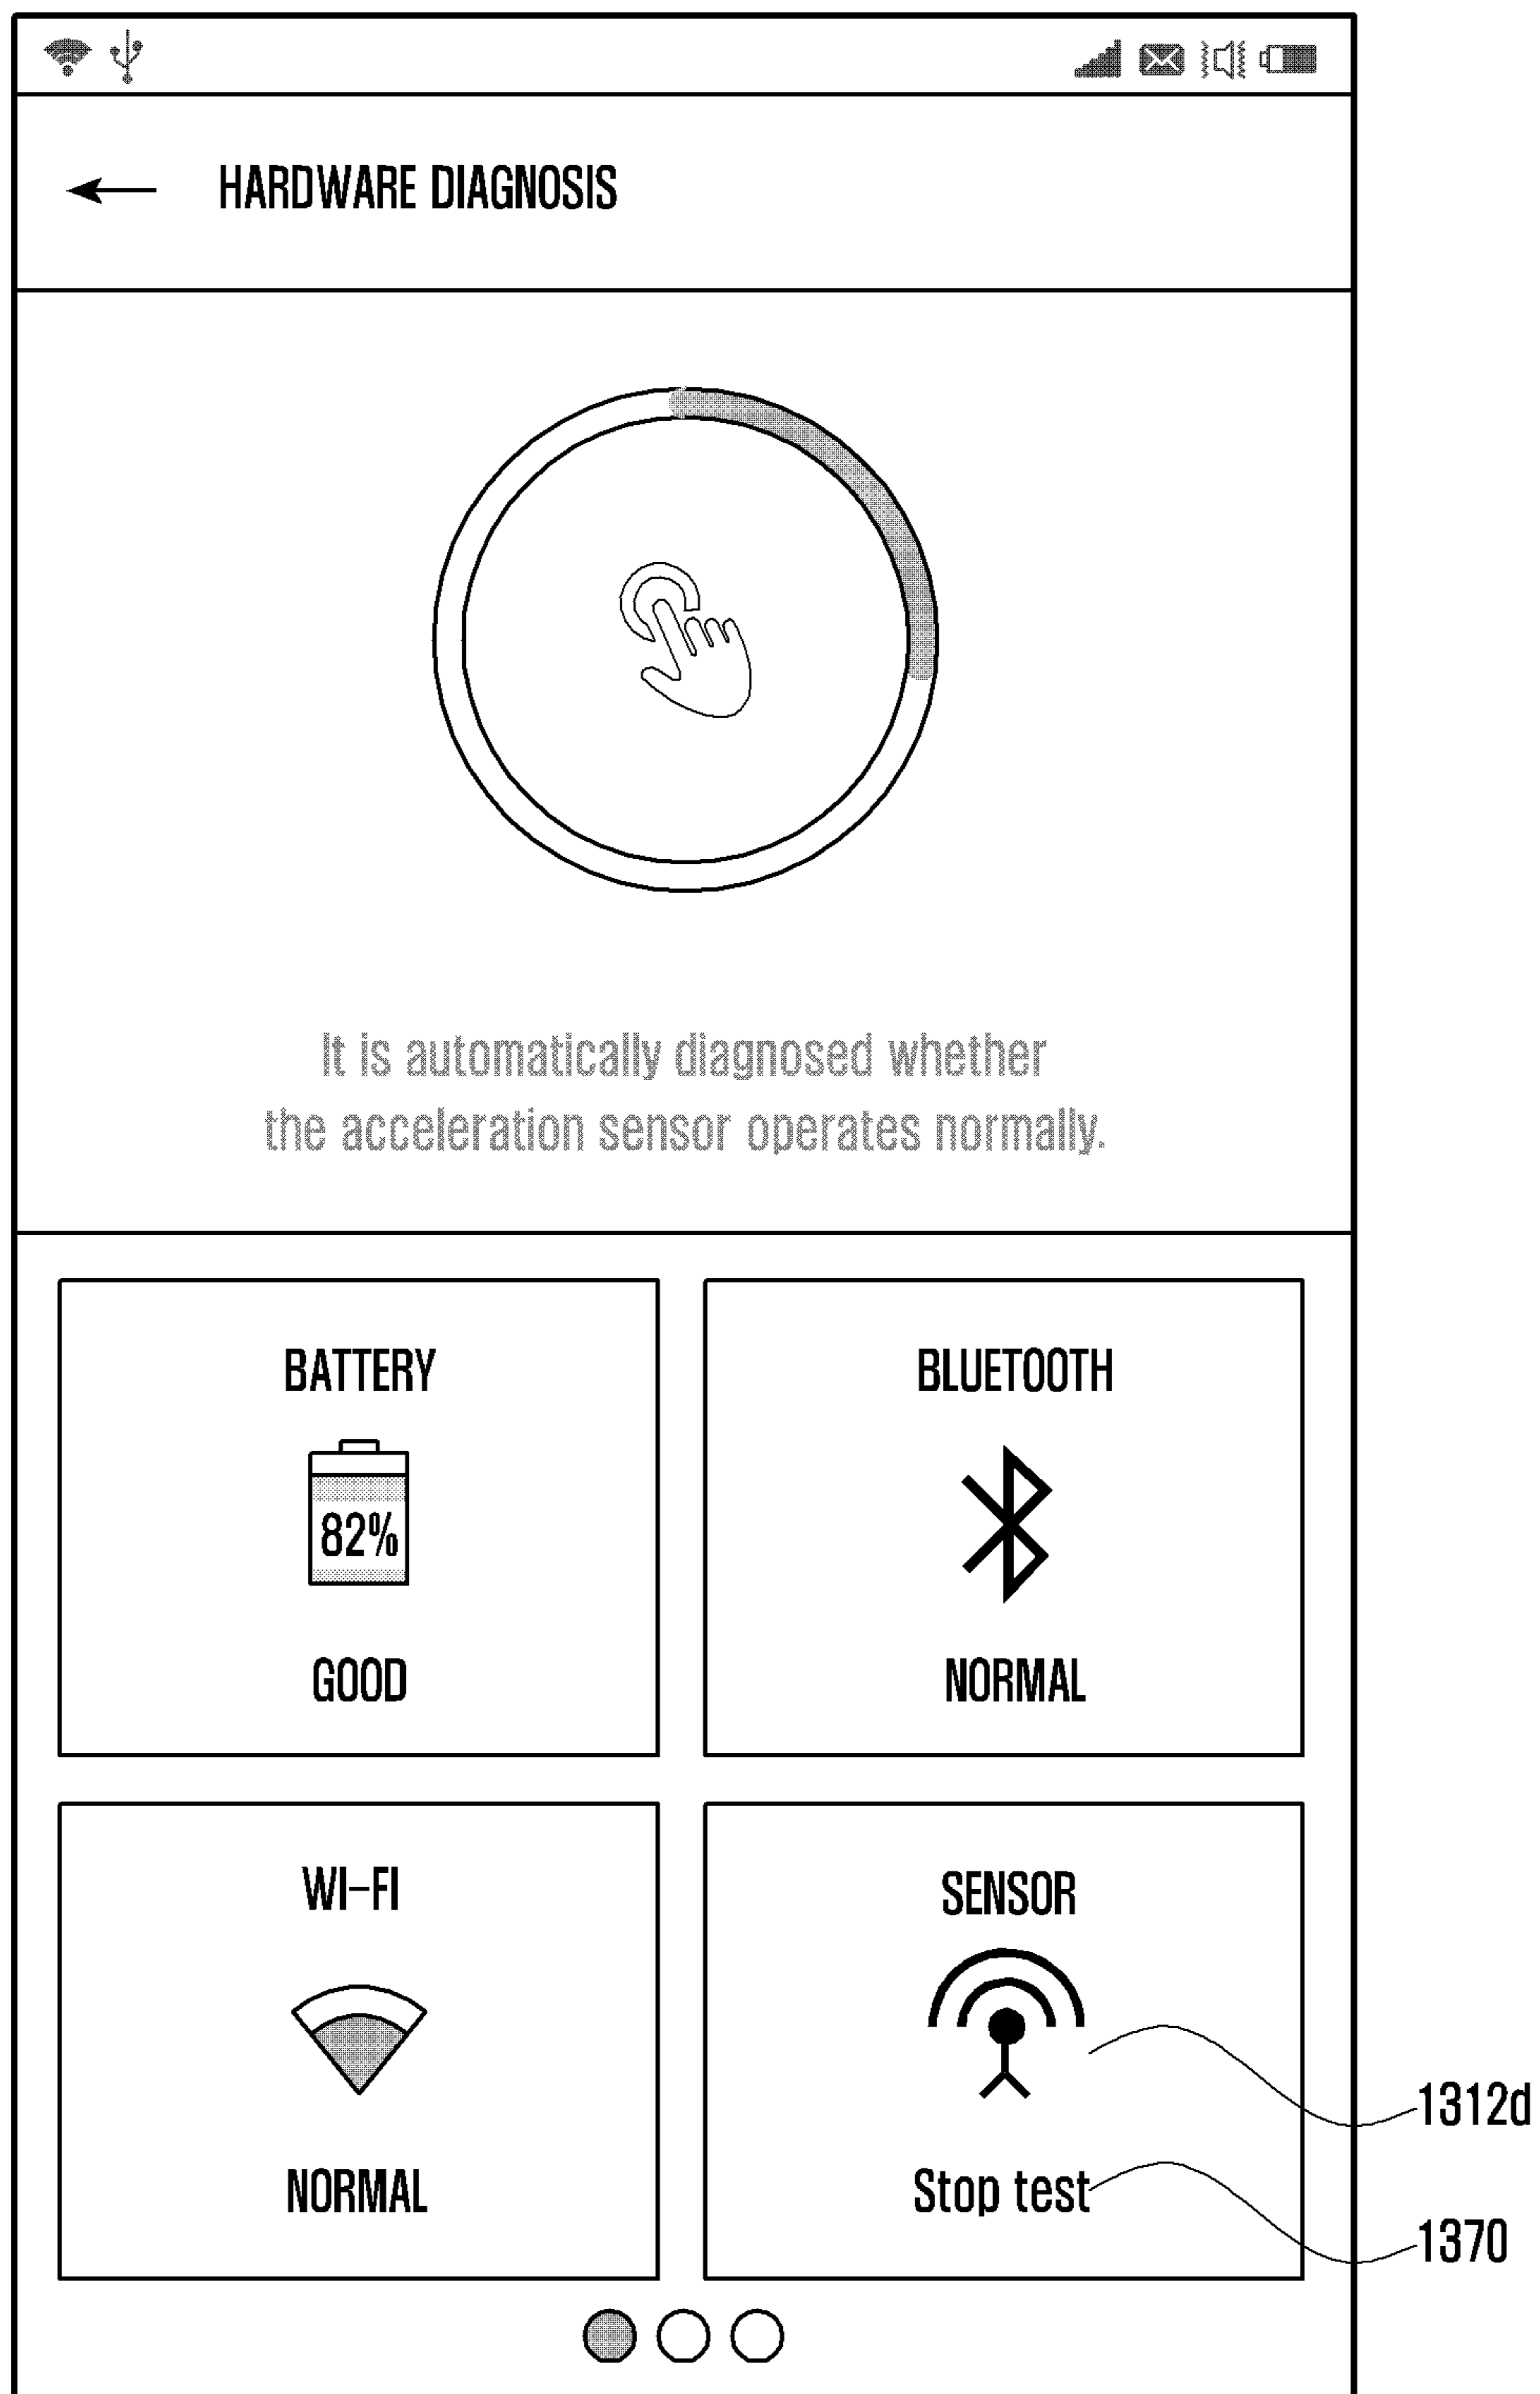 HARDWARE DIAGNOSIS
It is automatically diagnosed whether
the acceleration sensor operates normally.
BATTERY
82%
GOOD
BLUETOOTH
NORMAL
WI-FI
NORMAL
SENSOR
Stop test
1312d
1370